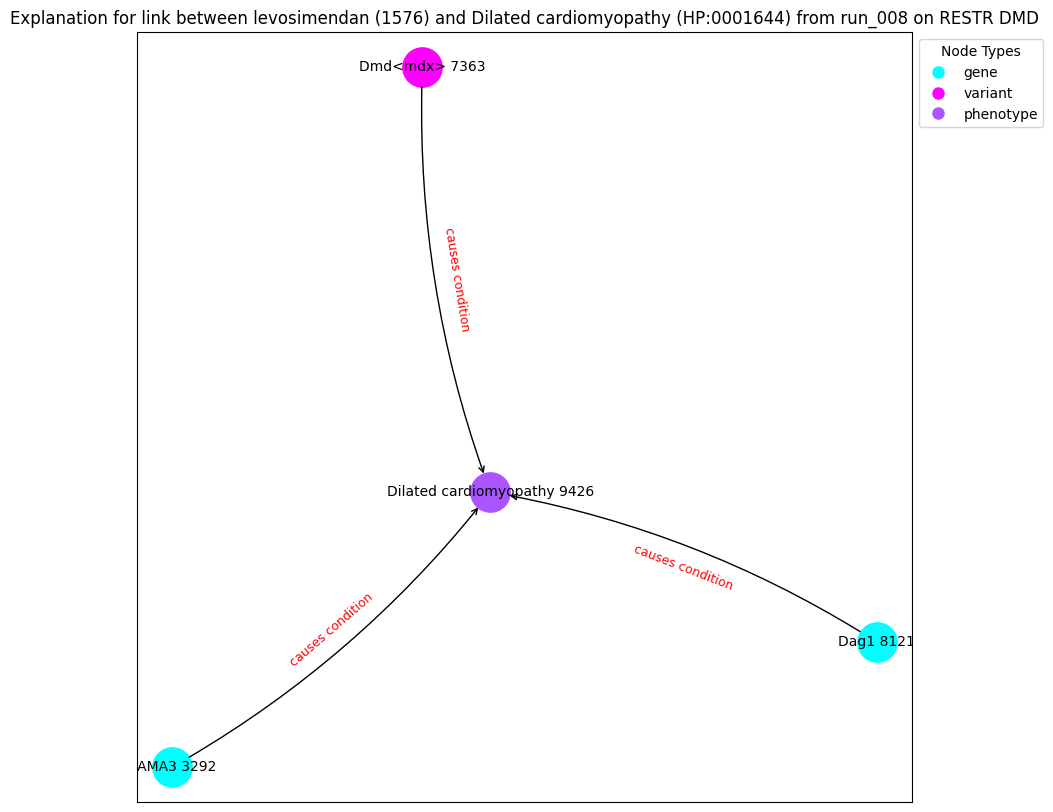 Explanation for link between levosimendan (1576) and Dilated cardiomyopathy (HP:0001644) from run_008 on RESTR DMD
Node Types
gene
variant
phenotype
Dmd<mdx> 7363
causes condition
Dilated cardiomyopathy 9426
causes condition
causes condition
Dag1 8121
AMA3 3292